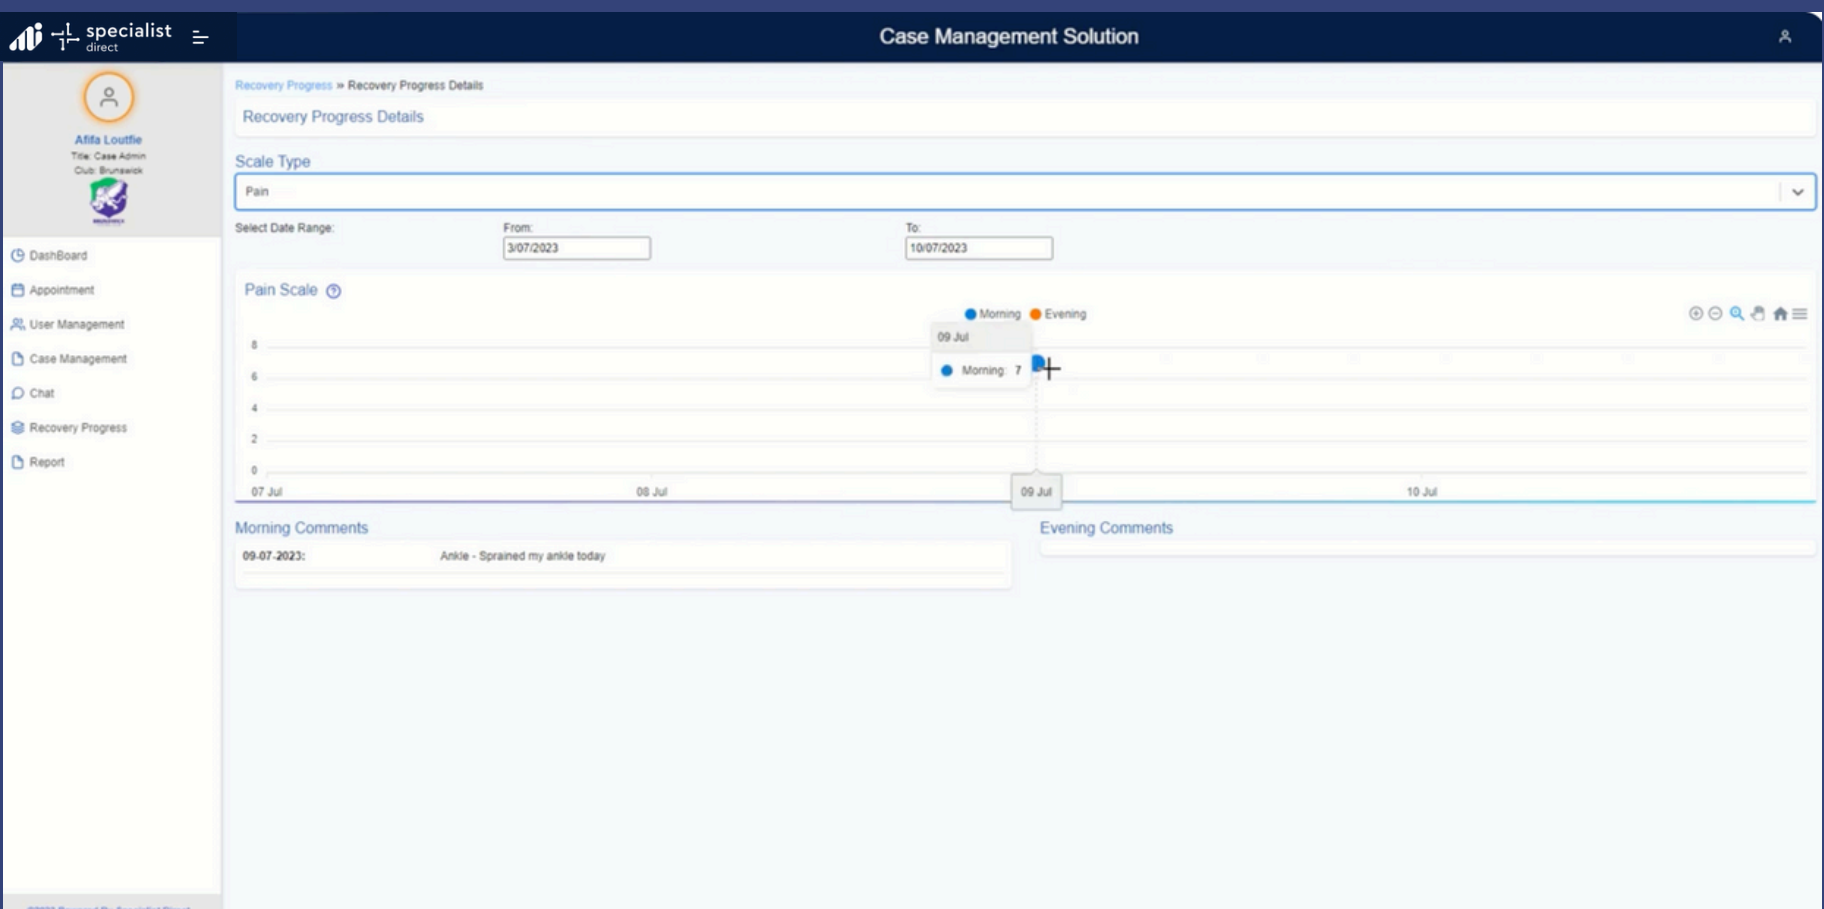 specialist
direct
Case Management Solution
Afifa Loutfie
Title: Case Admin
Club: Brunswick
DashBoard
Appointment
User Management
Case Management
Chat
Recovery Progress
Report
Recovery Progress » Recovery Progress Details
Recovery Progress Details
Scale Type
Pain
Select Date Range:
From:
To:
3/07/2023
10/07/2023
Pain Scale
Morning Evening
09 Jul
Morning: 7
8
6
4
2
0
07 Jul 08 Jul 09 Jul 10 Jul
Morning Comments
09-07-2023: Ankle - Sprained my ankle today
Evening Comments